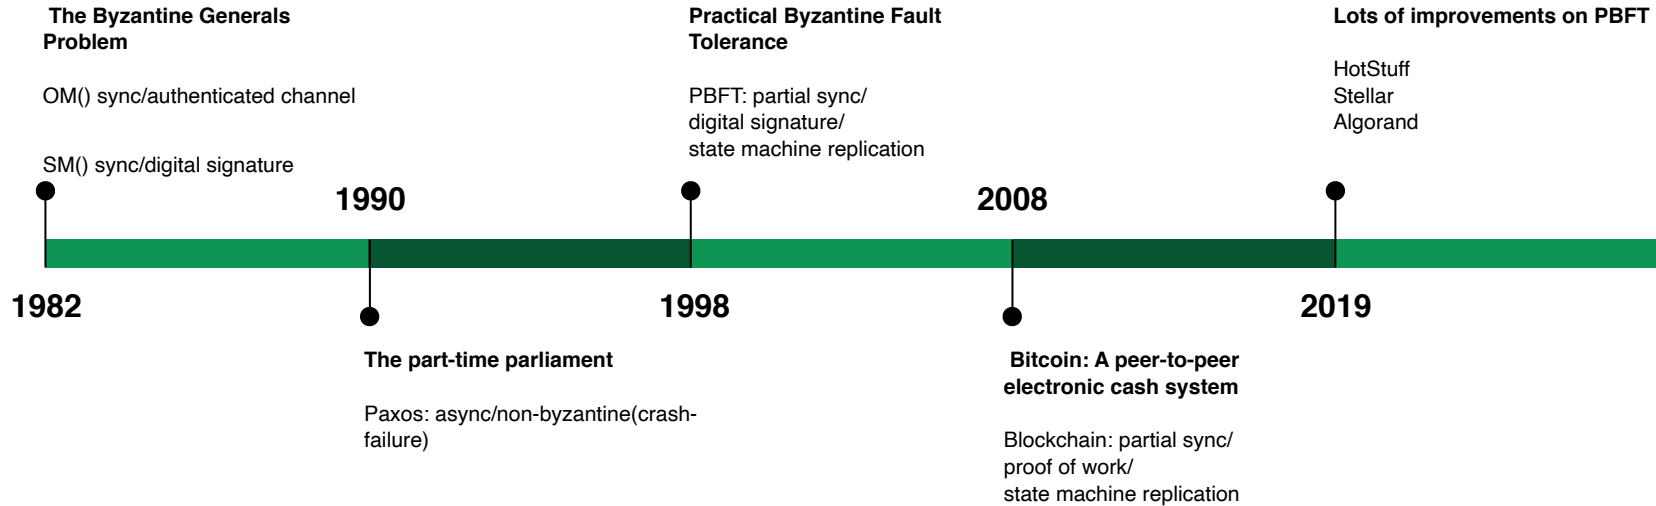 The Byzantine Generals
Problem
OM() sync/authenticated channel
SM() sync/digital signature
1982
1990
The part-time parliament
Paxos: async/non-byzantine(crash-
failure)
Practical Byzantine Fault
Tolerance
PBFT: partial sync/
digital signature/
state machine replication
1998
2008
Bitcoin: A peer-to-peer
electronic cash system
Blockchain: partial sync/
proof of work/
state machine replication
Lots of improvements on PBFT
HotStuff
Stellar
Algorand
2019